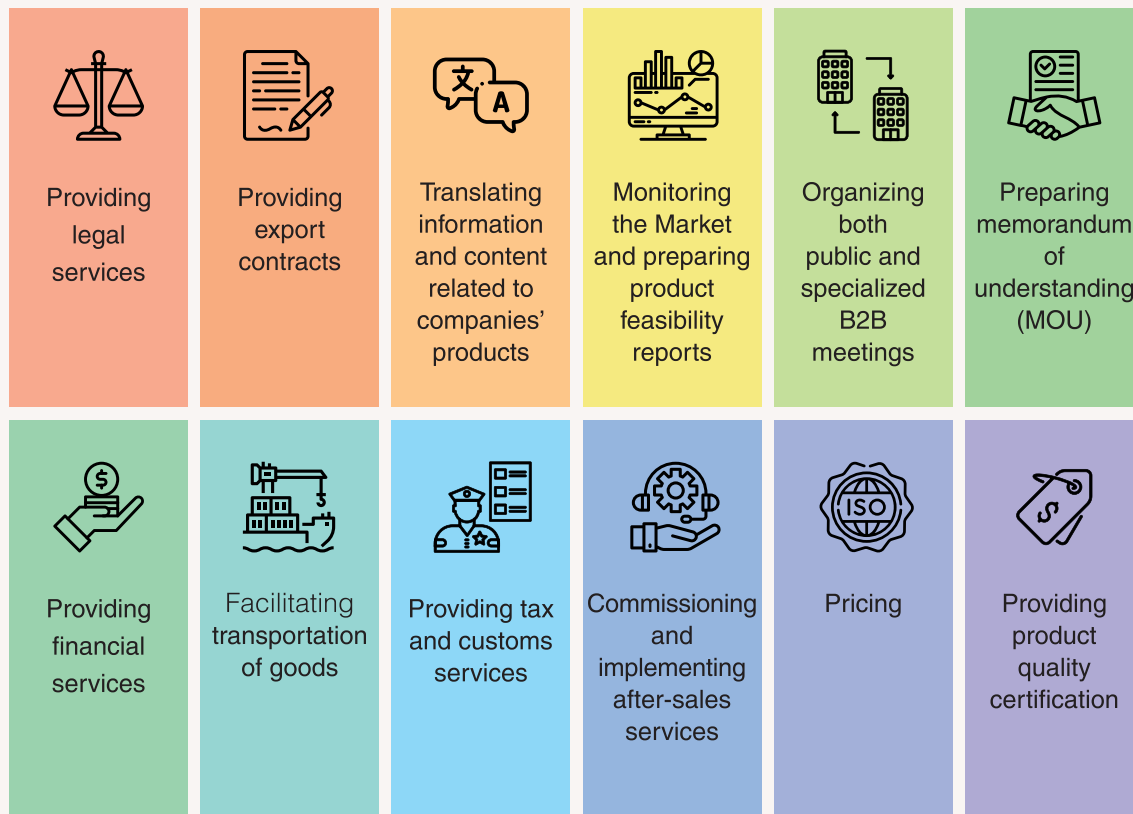 Providing
legal
services
Providing
export
contracts
文
A
Translating
information
and content
related to
companies’
products
Monitoring
the Market
and preparing
product
feasibility
reports
Organizing
both
public and
specialized
B2B
meetings
Preparing
memorandum
of
understanding
(MOU)
$
Providing
financial
services
Facilitating
transportation
of goods
Providing tax
and customs
services
Commissioning
and
implementing
after-sales
services
ISO
Pricing
$
Providing
product
quality
certification